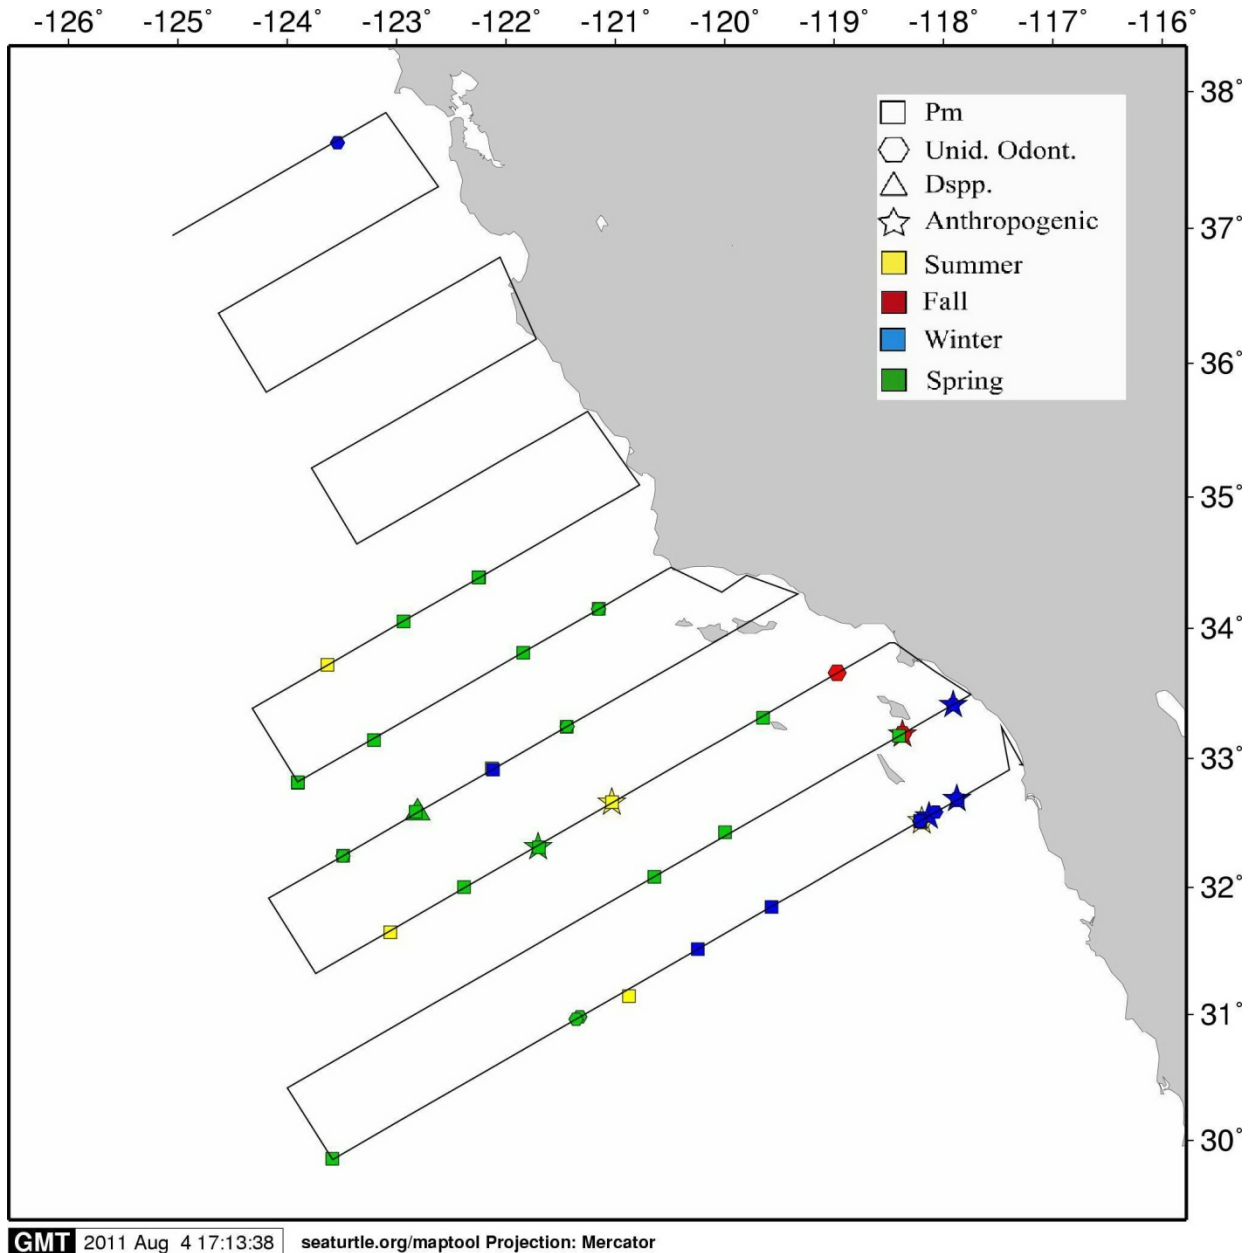 -126° -125° -124° -123° -122° -121° -120° -119° -118° -117° -116°
38°
Pm
Unid. Odont.
Dspp.
37°
Anthropogenic
Summer
Fall
Winter
36°
Spring
35°
34°
33°
32°
31°
30°
GMT 2011 Aug 4 17:13:38 seaturtle.org/maptool Projection: Mercator